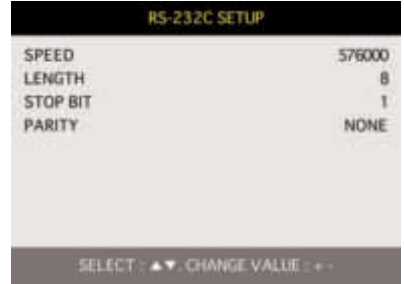 RS-232C SETUP
SPEED 576000
LENGTH 8
STOP BIT 1
PARITY NONE
SELECT : ▲▼. CHANGE VALUE : + -